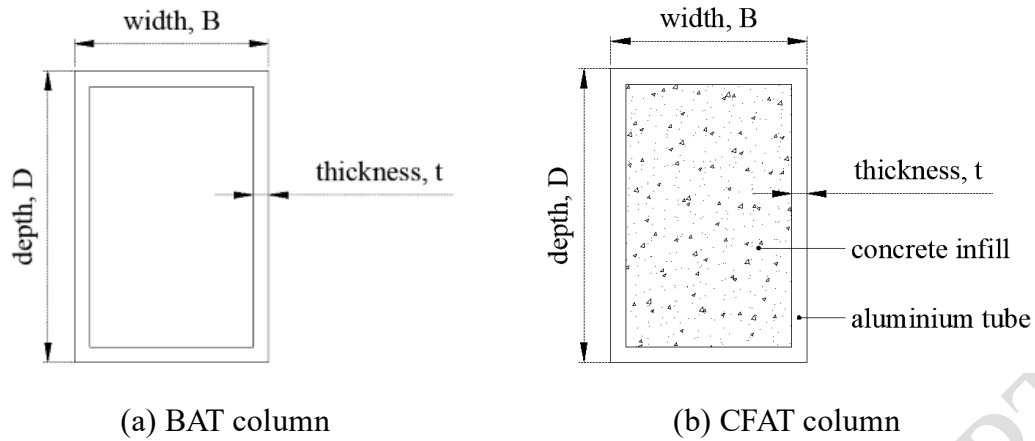 width, B
depth, D
thickness, t
(a) BAT column
width, B
depth, D
thickness, t
concrete infill
aluminium tube
(b) CFAT column